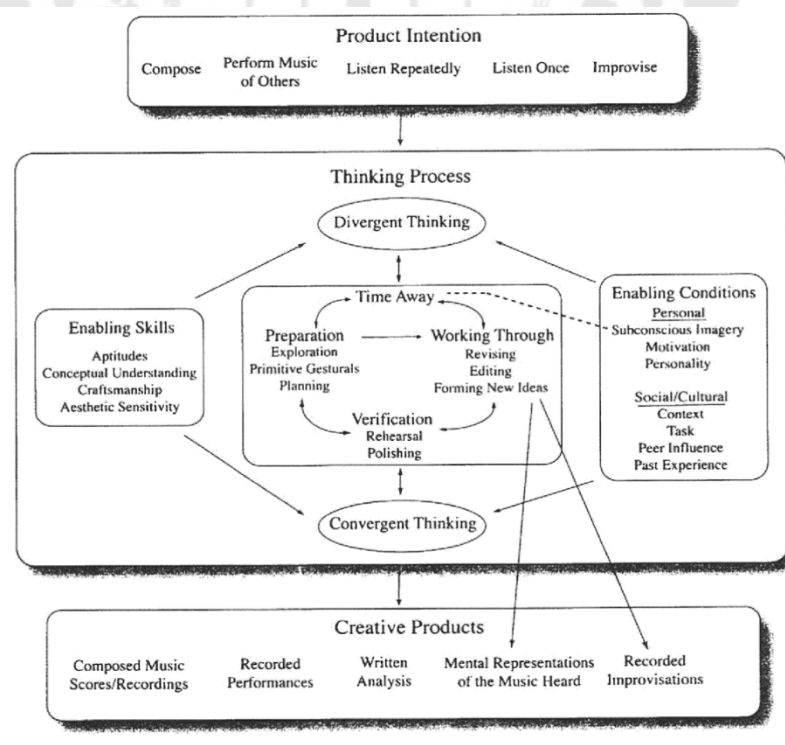 Product Intention
Compose
Perform Music
of Others
Listen Repeatedly
Listen Once
Improvise
Thinking Process
Divergent Thinking
Enabling Skills
Aptitudes
Conceptual Understanding
Craftsmanship
Aesthetic Sensitivity
Time Away
Preparation
Exploration
Primitive Gesturals
Planning
Working Through
Revising
Editing
Forming New Ideas
Verification
Rehearsal
Polishing
Enabling Conditions
Personal
Subconscious Imagery
Motivation
Personality
Social/Cultural
Context
Task
Peer Influence
Past Experience
Convergent Thinking
Creative Products
Composed Music
Scores/Recordings
Recorded
Performances
Written
Analysis
Mental Representations
of the Music Heard
Recorded
Improvisations